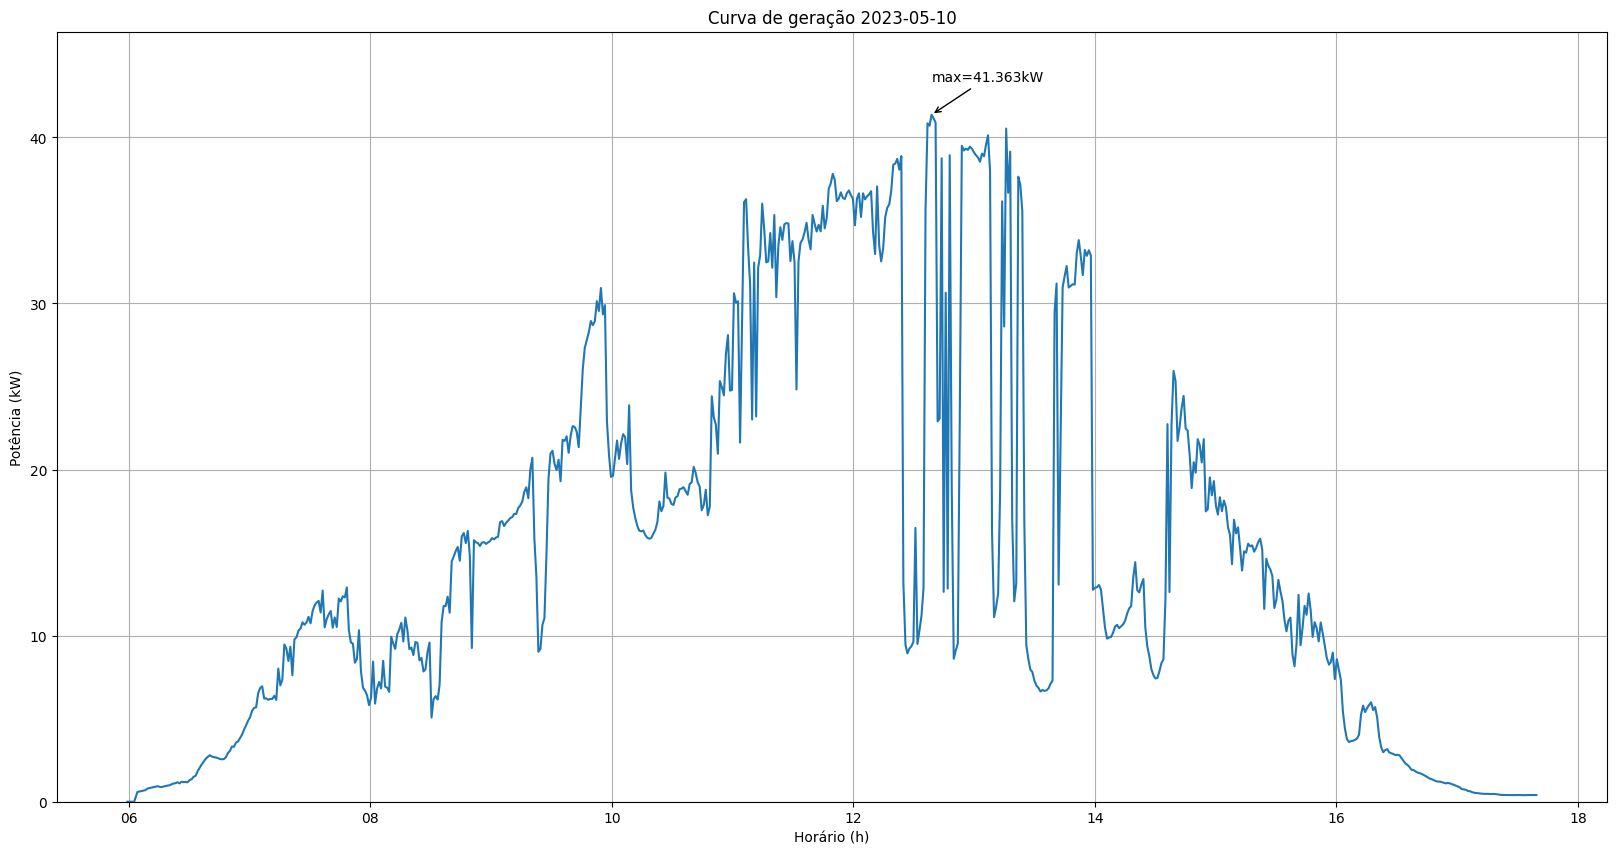 Curva de geração 2023-05-10
max=41.363kW
Potência (kW)
40
30
20
10
0
06 08 10 12 14 16 18
Horário (h)